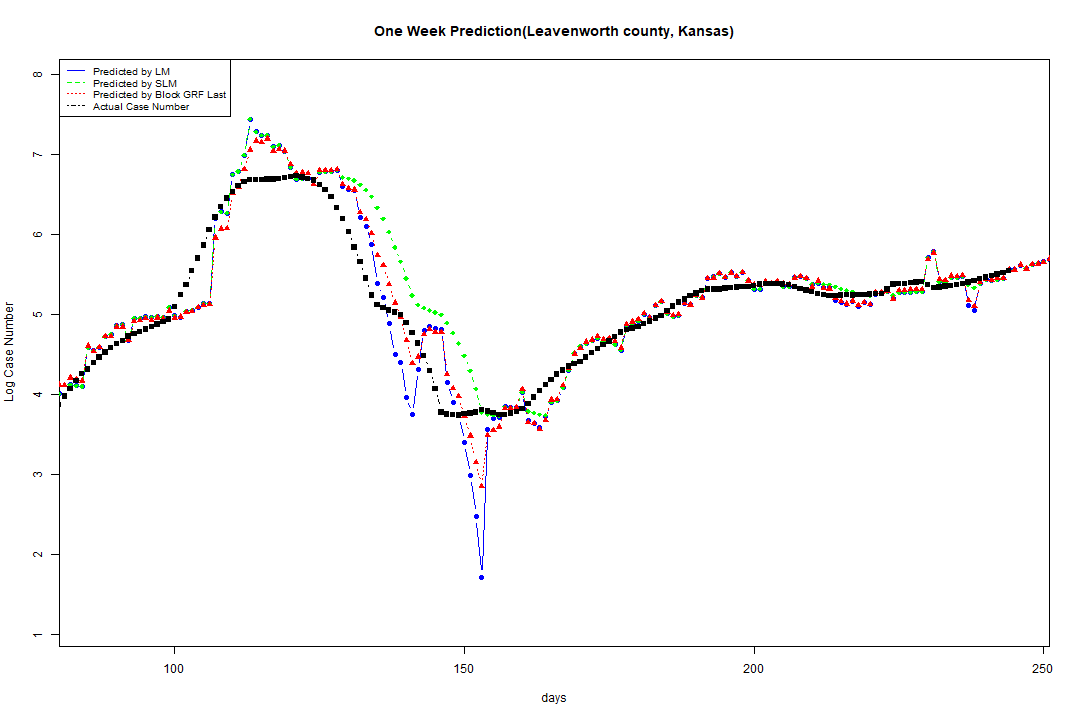 One Week Prediction(Leavenworth county, Kansas)
Predicted by LM
Predicted by SLM
Predicted by Block GRF Last
Actual Case Number
8
7
6
5
4
3
2
1
Log Case Number
100
150
200
250
days